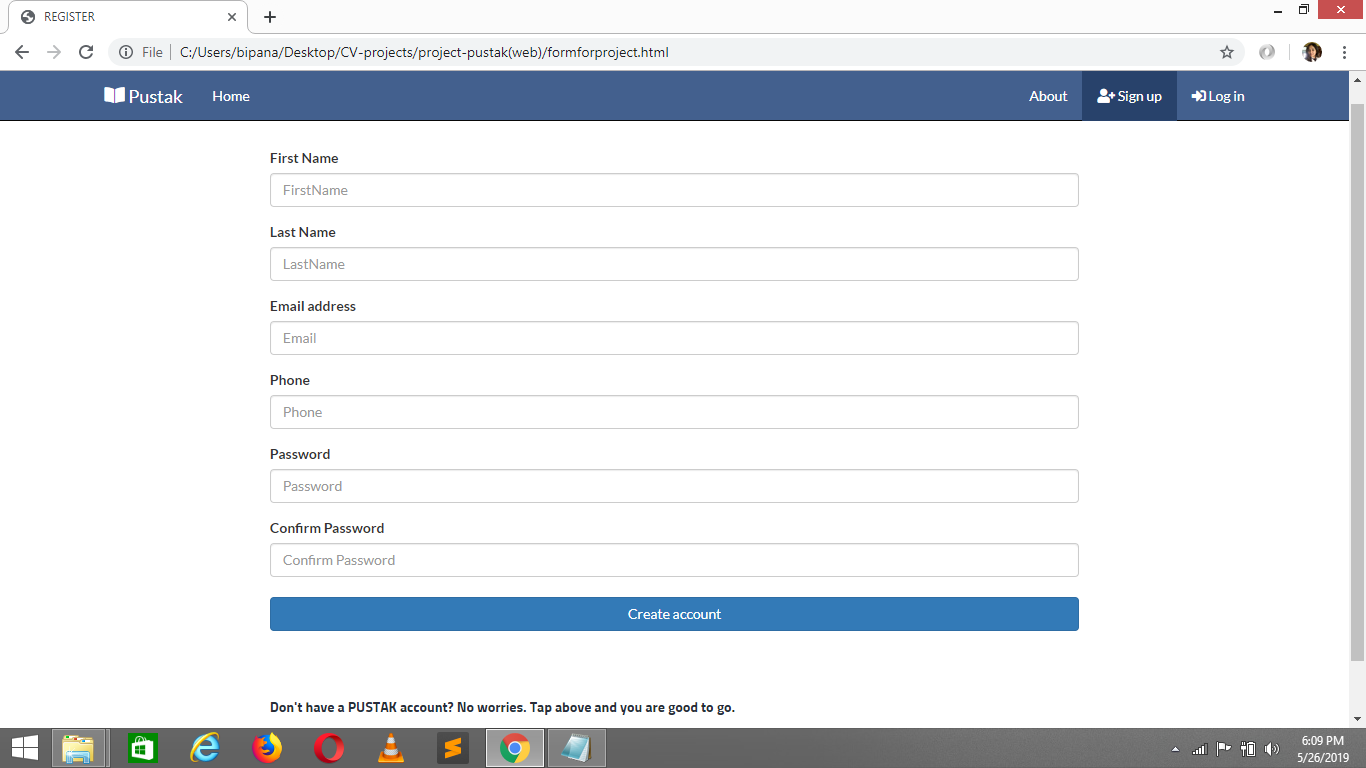 REGISTER
File C:/Users/bipana/Desktop/CV-projects/project-pustak(web)/formforproject.html
Pustak Home About Sign up Log in
First Name
FirstName
Last Name
LastName
Email address
Email
Phone
Phone
Password
Password
Confirm Password
Confirm Password
Create account
Don't have a PUSTAK account? No worries. Tap above and you are good to go.
6:09 PM
5/26/2019